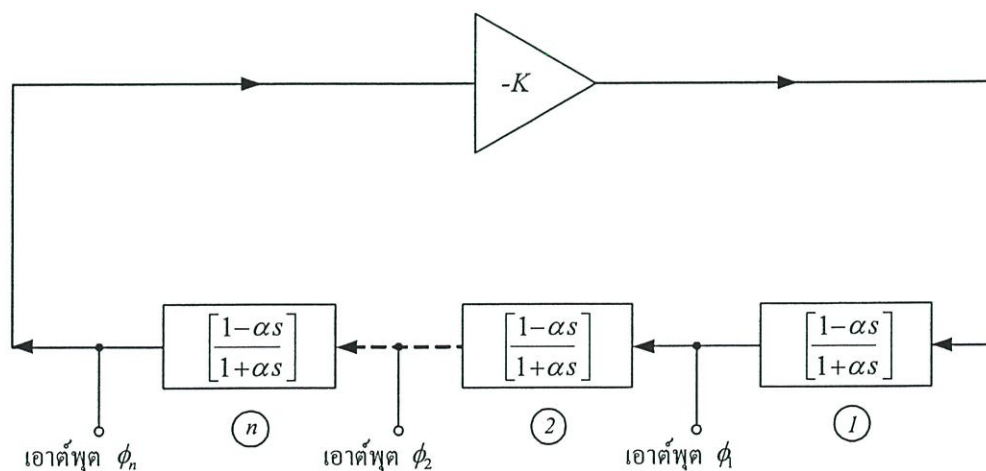 -K
[1-αs / 1+αs] [1-αs / 1+αs] [1-αs / 1+αs]
n 2 1
เอาต์พุต ϕn เอาต์พุต ϕ2 เอาต์พุต ϕ1